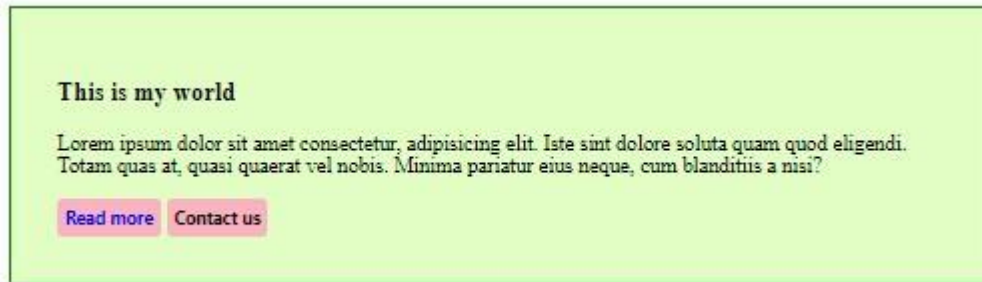 This is my world
Lorem ipsum dolor sit amet consectetur, adipisicing elit. Iste sint dolore soluta quam quod eligendi.
Totam quas at, quasi quaerat vel nobis. Minima pariatur eius neque, cum blanditiis a nisi?
Read more Contact us